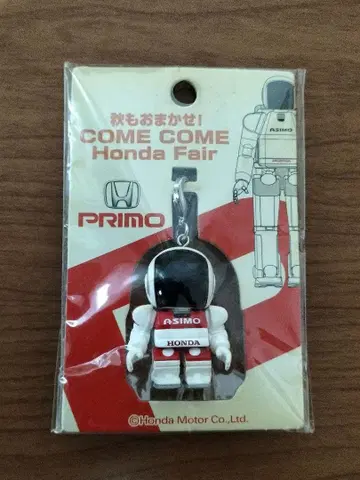 秋もおまかせ!
COME COME
Honda Fair
ASIMO
PRIMO
ASIMO
HONDA
©Honda Motor Co.,Ltd.